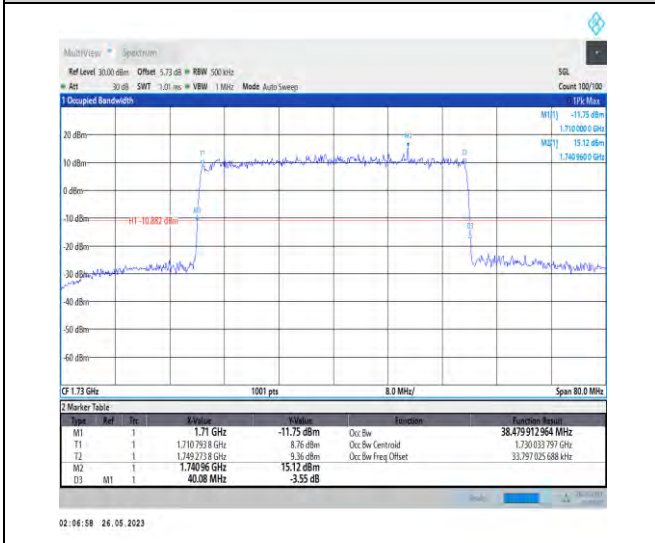 MultiView Spectrum
Ref Level 30.00 dBm Offset 5.73 dB RBW 500 kHz SGL
Att 30 dB SWT 1.01 ms VBW 1 MHz Mode Auto Sweep Count 100/100
1 Occupied Bandwidth 1Pk Max
M1[1] -11.75 dBm
1.710 000 0 GHz
20 dBm
M2[1] 15.12 dBm
1.740 960 0 GHz
M2
T1
10 dBm
0 dBm
-10 dBm
H1 -10.882 dBm
D3
-20 dBm
-30 dBm
-40 dBm
-50 dBm
-60 dBm
CF 1.73 GHz 1001 pts 8.0 MHz/ Span 80.0 MHz
2 Marker Table
Type Ref Trc X-Value Y-Value Function Function Result
M1 1 1.71 GHz -11.75 dBm Occ Bw 38.479 912 964 MHz
T1 1 1.710 793 8 GHz 8.76 dBm Occ Bw Centroid 1.730 033 797 GHz
T2 1 1.749 273 8 GHz 9.36 dBm Occ Bw Freq Offset 33.797 025 688 kHz
M2 1 1.740 96 GHz 15.12 dBm
D3 M1 1 40.08 MHz -3.55 dB
02:06:58 26.05.2023